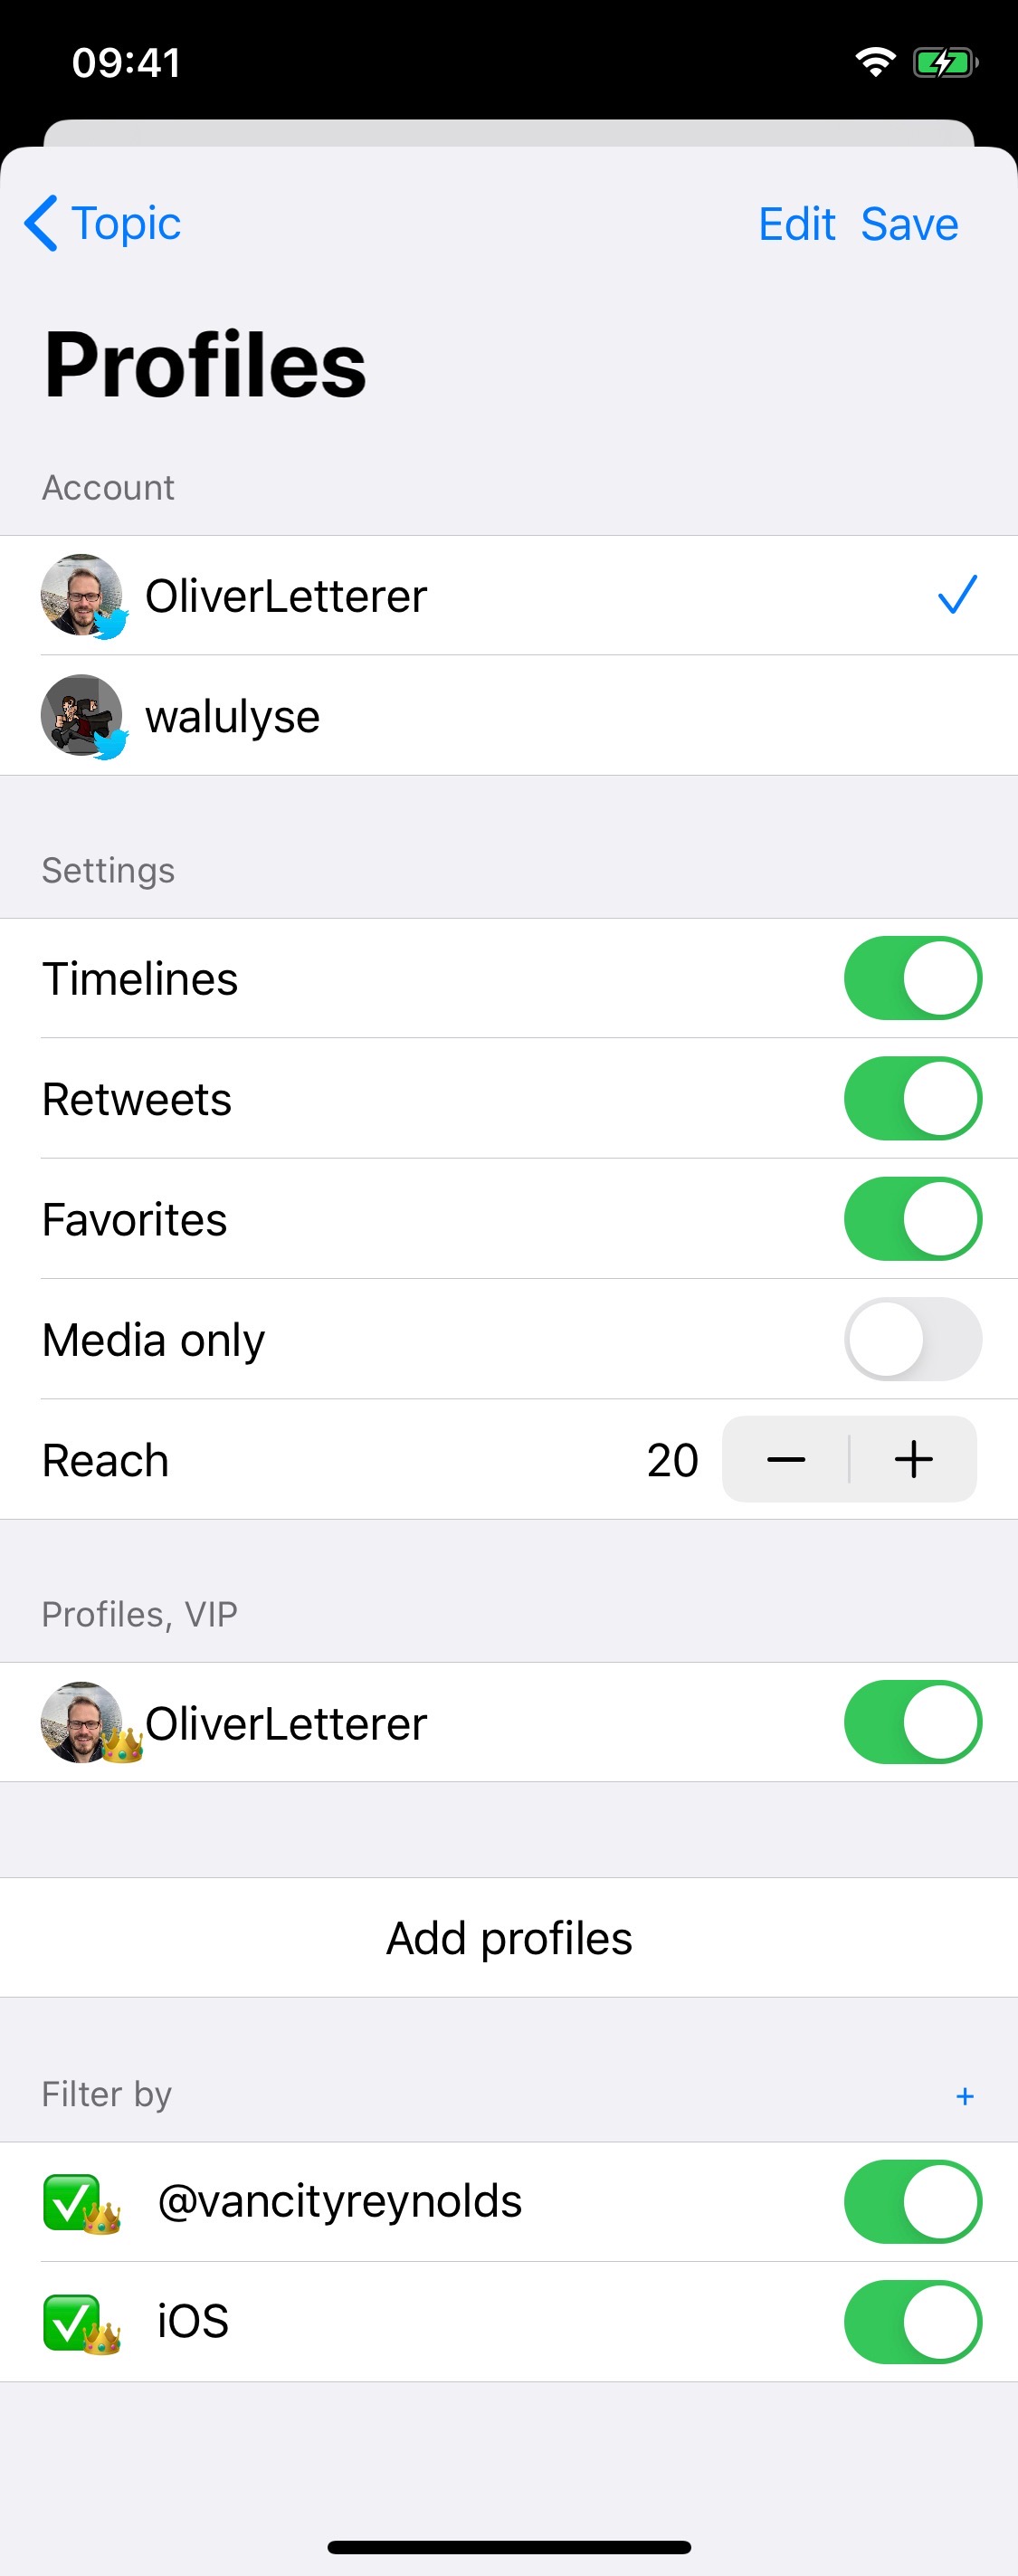 09:41
Topic Edit Save
Profiles
Account
OliverLetterer
walulyse
Settings
Timelines
Retweets
Favorites
Media only
Reach 20 − +
Profiles, VIP
OliverLetterer
Add profiles
Filter by +
@vancityreynolds
iOS